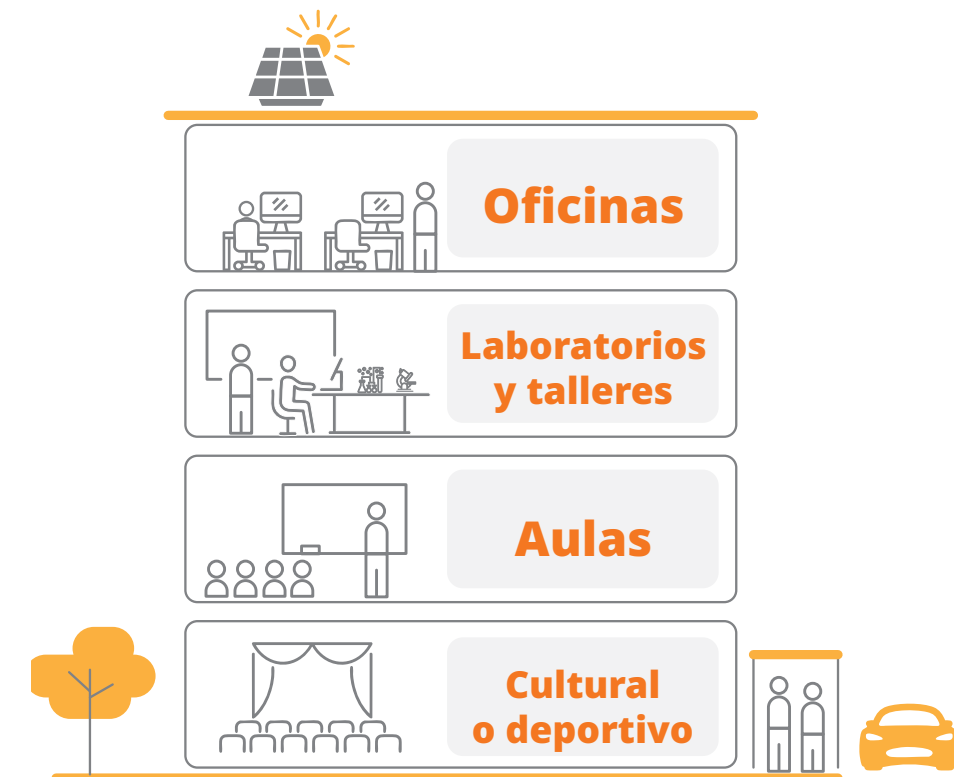 Oficinas
Laboratorios
y talleres
Aulas
Cultural
o deportivo